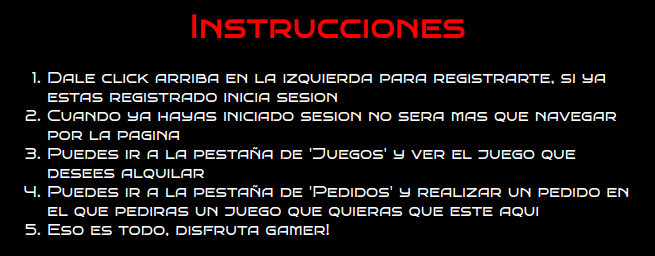 Instrucciones
1. Dale click arriba en la izquierda para registrarte, si ya
estas registrado inicia sesion
2. Cuando ya hayas iniciado sesion no sera mas que navegar
por la pagina
3. Puedes ir a la pestaña de 'Juegos' y ver el juego que
desees alquilar
4. Puedes ir a la pestaña de 'Pedidos' y realizar un pedido en
el que pediras un juego que quieras que este aqui
5. Eso es todo, disfruta gamer!